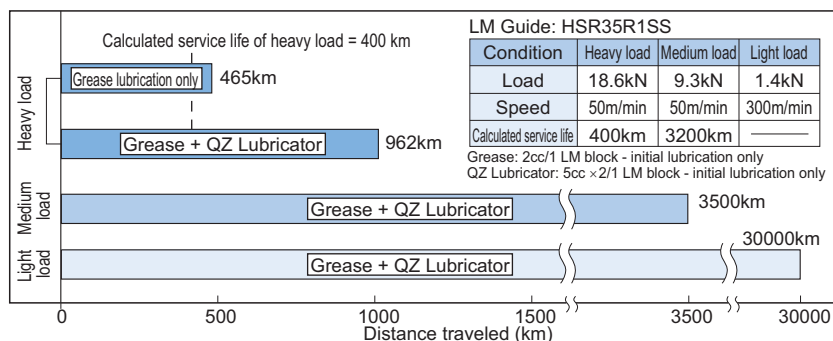 Calculated service life of heavy load = 400 km
Heavy load
Grease lubrication only
465km
Grease + QZ Lubricator
962km
Medium load
Grease + QZ Lubricator
3500km
Light load
Grease + QZ Lubricator
30000km
LM Guide: HSR35R1SS
Condition Heavy load Medium load Light load
Load 18.6kN 9.3kN 1.4kN
Speed 50m/min 50m/min 300m/min
Calculated service life 400km 3200km ———
Grease: 2cc/1 LM block - initial lubrication only
QZ Lubricator: 5cc ×2/1 LM block - initial lubrication only
0 500 1000 1500 3500 30000
Distance traveled (km)